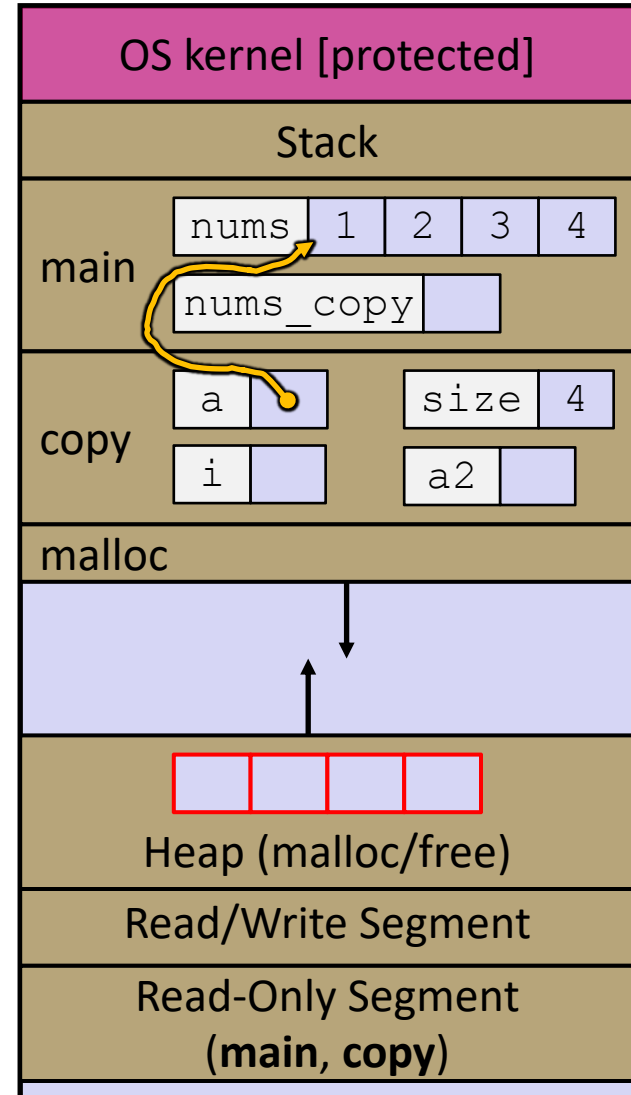 OS kernel [protected]
Stack
main
nums 1 2 3 4
nums_copy
copy
a size 4
i a2
malloc
Heap (malloc/free)
Read/Write Segment
Read-Only Segment
(main, copy)